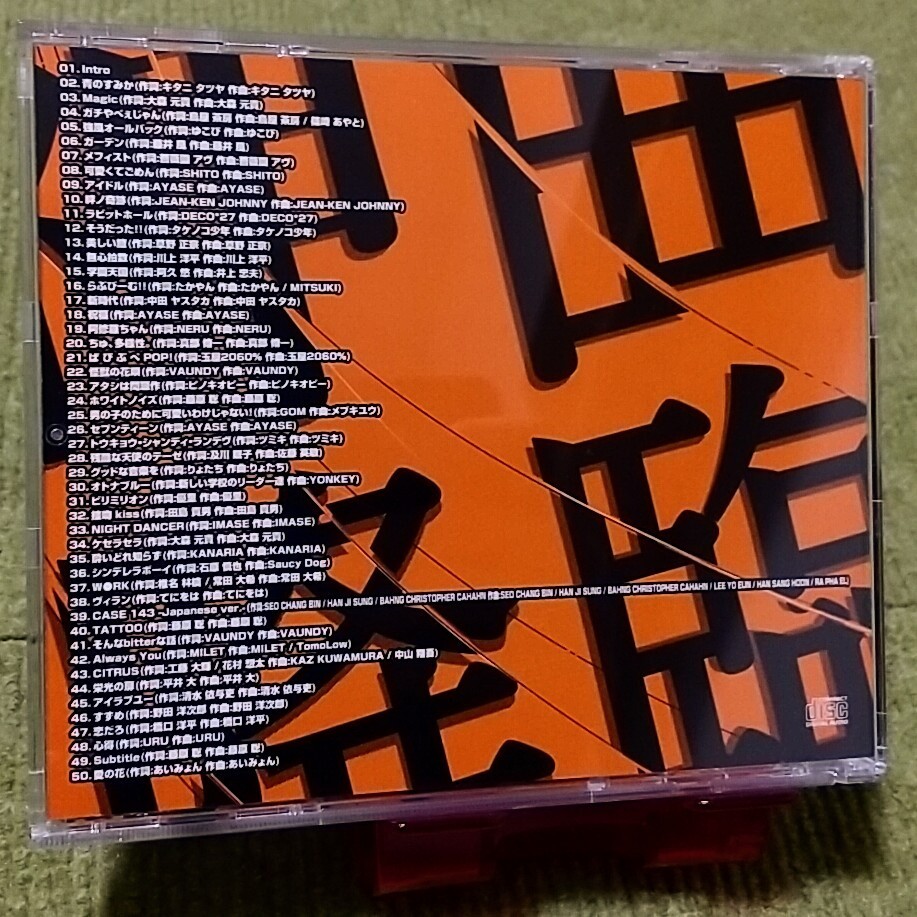 01. Intro
02. 青のすみか(作詞:キタニ タツヤ 作曲:キタニ タツヤ)
03. Magic(作詞:大森 元貴 作曲:大森 元貴)
04. ガチやべぇじゃん(作詞:鳥屋 茶房 作曲:鳥屋 茶房 / 篠崎 あやと)
05. 強風オールバック(作詞:ゆこぴ 作曲:ゆこぴ)
06. ガーデン(作詞:藤井 風 作曲:藤井 風)
07. メフィスト(作詞:薔薇園 アヴ 作曲:薔薇園 アヴ)
08. 可愛くてごめん(作詞:SHITO 作曲:SHITO)
09. アイドル(作詞:AYASE 作曲:AYASE)
10. 絆ノ奇跡(作詞:JEAN-KEN JOHNNY 作曲:JEAN-KEN JOHNNY)
11. ラビットホール(作詞:DECO*27 作曲:DECO*27)
12. そうだった!!(作詞:タケノコ少年 作曲:タケノコ少年)
13. 美しい鰭(作詞:草野 正宗 作曲:草野 正宗)
14. 無心拍数(作詞:川上 洋平 作曲:川上 洋平)
15. 学園天国(作詞:阿久 悠 作曲:井上 忠夫)
16. らぶぴーむ!!(作詞:たかやん 作曲:たかやん / MITSUKI)
17. 新時代(作詞:中田 ヤスタカ 作曲:中田 ヤスタカ)
18. 祝福(作詞:AYASE 作曲:AYASE)
19. 阿修羅ちゃん(作詞:NERU 作曲:NERU)
20. ちゅ、多様性。(作詞:真部 脩一 作曲:真部 脩一)
21. ぱ ぴ ぷ ぺ POP!(作詞:玉屋2060% 作曲:玉屋2060%)
22. 怪獣の花唄(作詞:VAUNDY 作曲:VAUNDY)
23. アタシは問題作(作詞:ピノキオピー 作曲:ピノキオピー)
24. ホワイトノイズ(作詞:藤原 聡 作曲:藤原 聡)
25. 男の子のために可愛いわけじゃない!(作詞:GOM 作曲:メブキユウ)
26. セブンティーン(作詞:AYASE 作曲:AYASE)
27. トウキョウ・シャンディ・ランデヴ(作詞:ツミキ 作曲:ツミキ)
28. 残酷な天使のテーゼ(作詞:及川 眠子 作曲:佐藤 英敏)
29. グッドな音楽を(作詞:りょたち 作曲:りょたち)
30. オトナブルー(作詞:新しい学校のリーダー達 作曲:YONKEY)
31. ビリミリオン(作詞:優里 作曲:優里)
32. 接吻 kiss(作詞:田島 貴男 作曲:田島 貴男)
33. NIGHT DANCER(作詞:IMASE 作曲:IMASE)
34. ケセラセラ(作詞:大森 元貴 作曲:大森 元貴)
35. 酔いどれ知らず(作詞:KANARIA 作曲:KANARIA)
36. シンデレラボーイ(作詞:石原 慎也 作曲:Saucy Dog)
37. W●RK(作詞:椎名 林檎 / 常田 大希 作曲:常田 大希)
38. ヴィラン(作詞:てにをは 作曲:てにをは)
39. CASE 143 -Japanese ver.-(作詞:SEO CHANG BIN / HAN JI SUNG / BAHNG CHRISTOPHER CAHAHN 作曲:SEO CHANG BIN / HAN JI SUNG / BAHNG CHRISTOPHER CAHAHN / LEE YO EUN / HAN SANG HOON / RA PHA EL)
40. TATTOO(作詞:藤原 聡 作曲:藤原 聡)
41. そんなbitterな話(作詞:VAUNDY 作曲:VAUNDY)
42. Always You(作詞:MILET 作曲:MILET / TomoLow)
43. CITRUS(作詞:工藤 大輝 / 花村 想太 作曲:KAZ KUWAMURA / 中山 翔吾)
44. 栄光の扉(作詞:平井 大 作曲:平井 大)
45. アイラブユー(作詞:清水 依与吏 作曲:清水 依与吏)
46. すずめ(作詞:野田 洋次郎 作曲:野田 洋次郎)
47. 恋だろ(作詞:橋口 洋平 作曲:橋口 洋平)
48. 心得(作詞:URU 作曲:URU)
49. Subtitle(作詞:藤原 聡 作曲:藤原 聡)
50. 愛の花(作詞:あいみょん 作曲:あいみょん)
COMPACT
disc
DIGITAL AUDIO